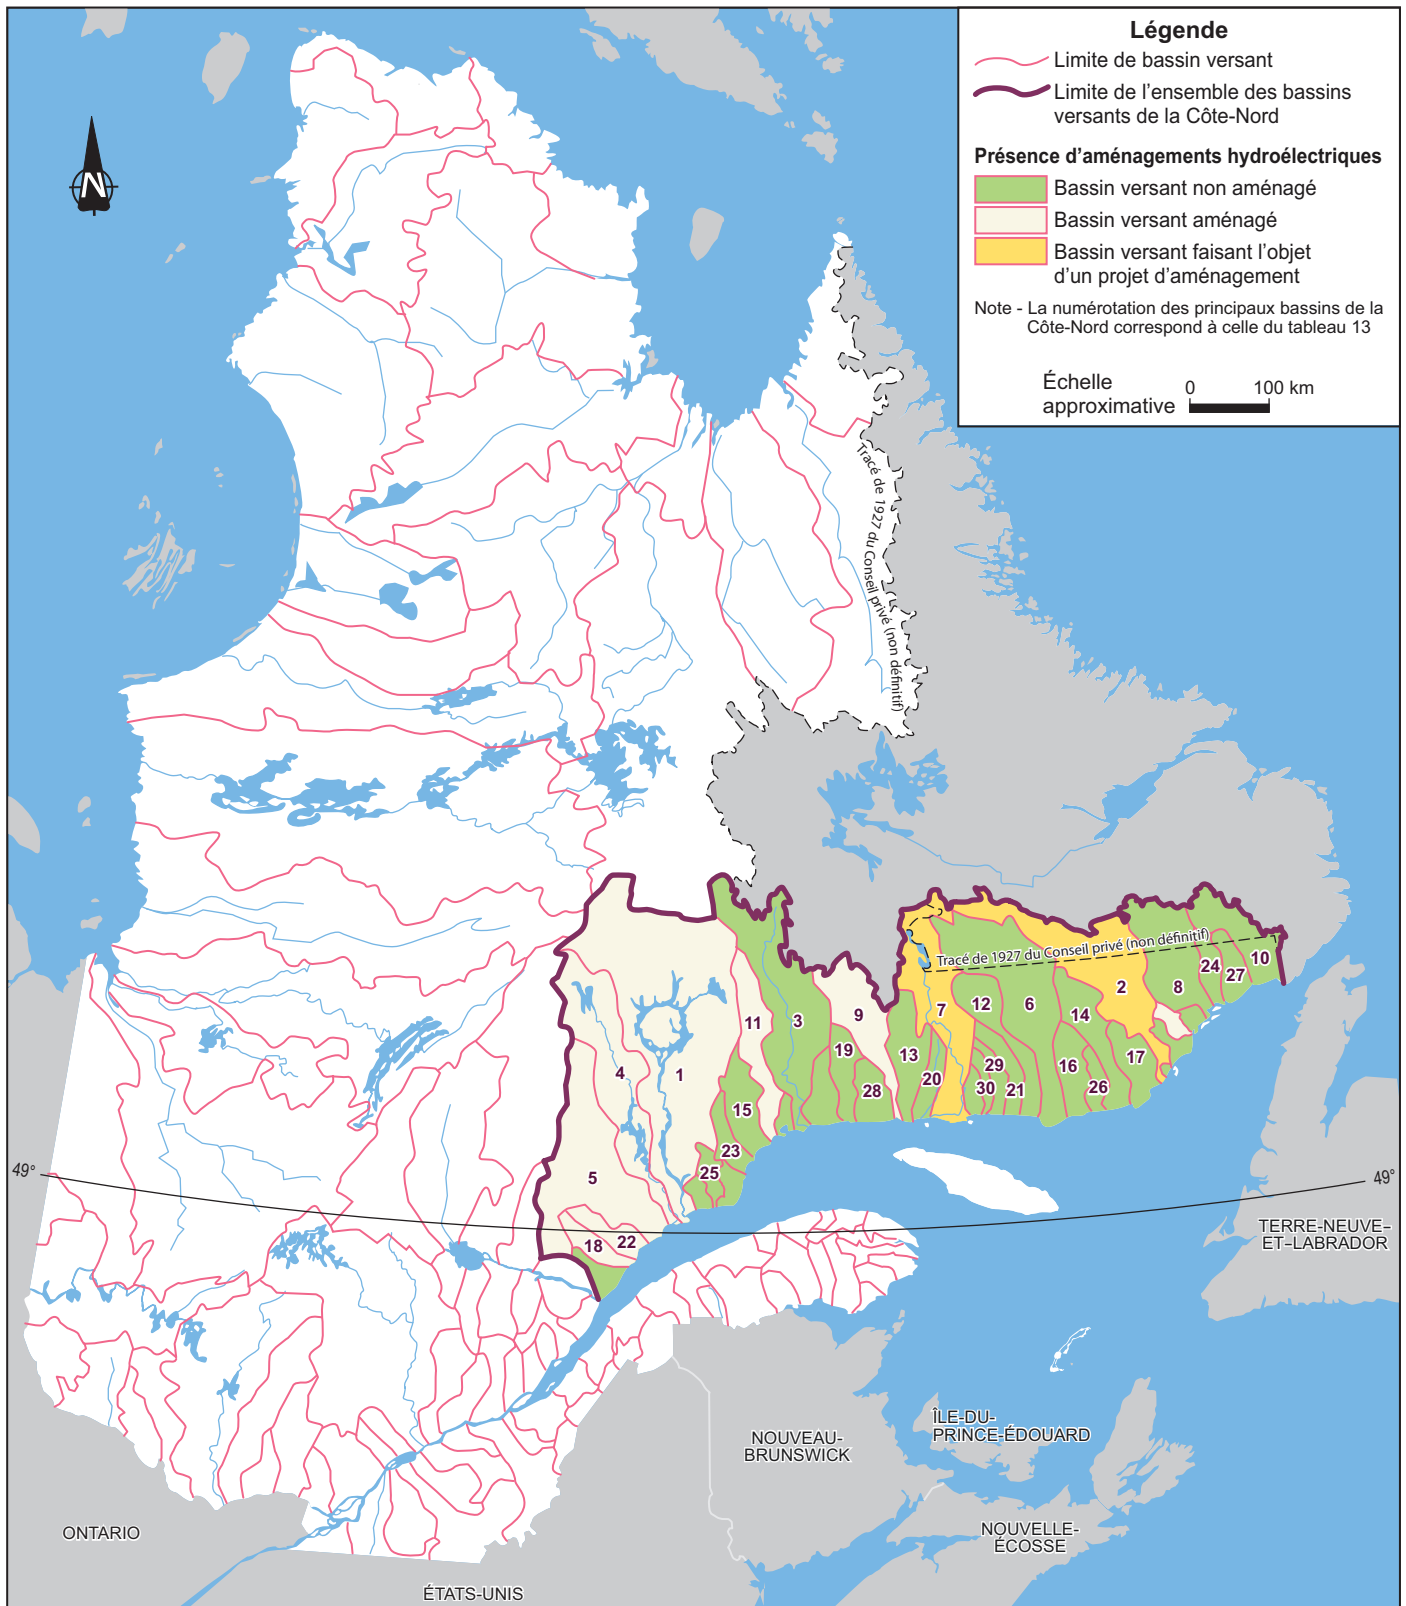 Légende
Limite de bassin versant
Limite de l'ensemble des bassins
versants de la Côte-Nord
Présence d'aménagements hydroélectriques
Bassin versant non aménagé
Bassin versant aménagé
Bassin versant faisant l'objet
d'un projet d'aménagement
Note - La numérotation des principaux bassins de la
Côte-Nord correspond à celle du tableau 13
Échelle
approximative
0 100 km
N
Tracé de 1927 du Conseil privé (non définitif)
Tracé de 1927 du Conseil privé (non définitif)
10
24
27
8
2
12
6
14
7
9
3
11
19
13
17
29
16
4
1
20
30
21
26
28
15
23
25
5
18
22
49°
49°
TERRE-NEUVE-
ET-LABRADOR
ÎLE-DU-
PRINCE-ÉDOUARD
NOUVEAU-
BRUNSWICK
NOUVELLE-
ÉCOSSE
ONTARIO
ÉTATS-UNIS